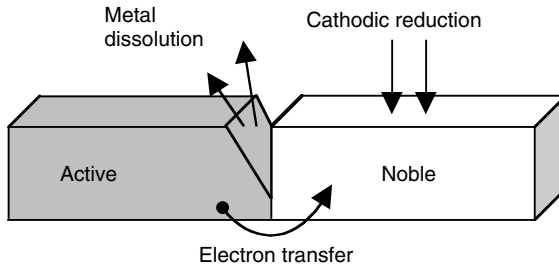 Metal
dissolution
Cathodic reduction
Active
Noble
Electron transfer